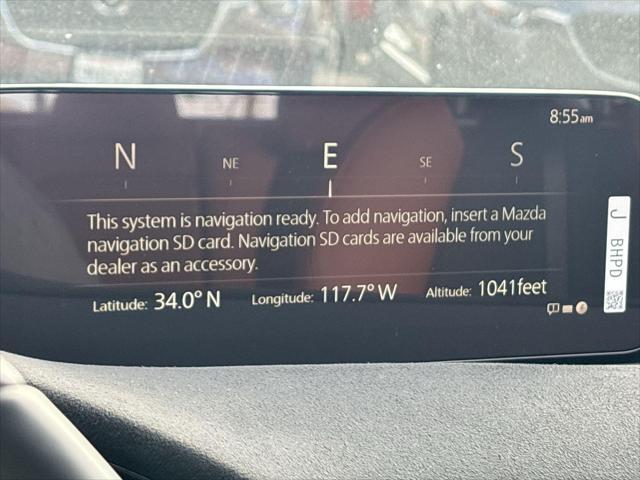 8:55am
N NE E SE S
This system is navigation ready. To add navigation, insert a Mazda
navigation SD card. Navigation SD cards are available from your
dealer as an accessory.
Latitude: 34.0° N Longitude: 117.7° W Altitude: 1041feet
J BHPD